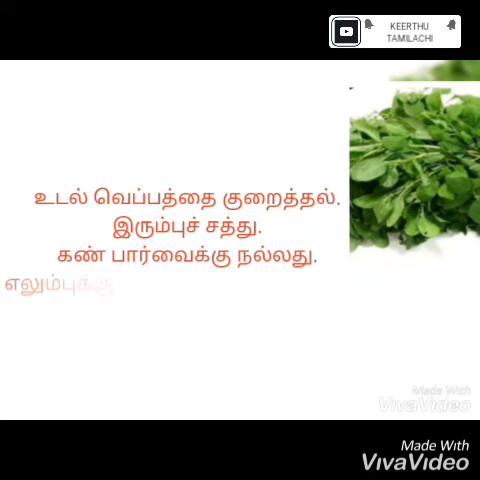 KEERTHU
TAMILACHI
உடல் வெப்பத்தை குறைத்தல்.
இரும்புச் சத்து.
கண் பார்வைக்கு நல்லது.
எலும்புக்கு
Made With
VivaVideo
Made With
VivaVideo